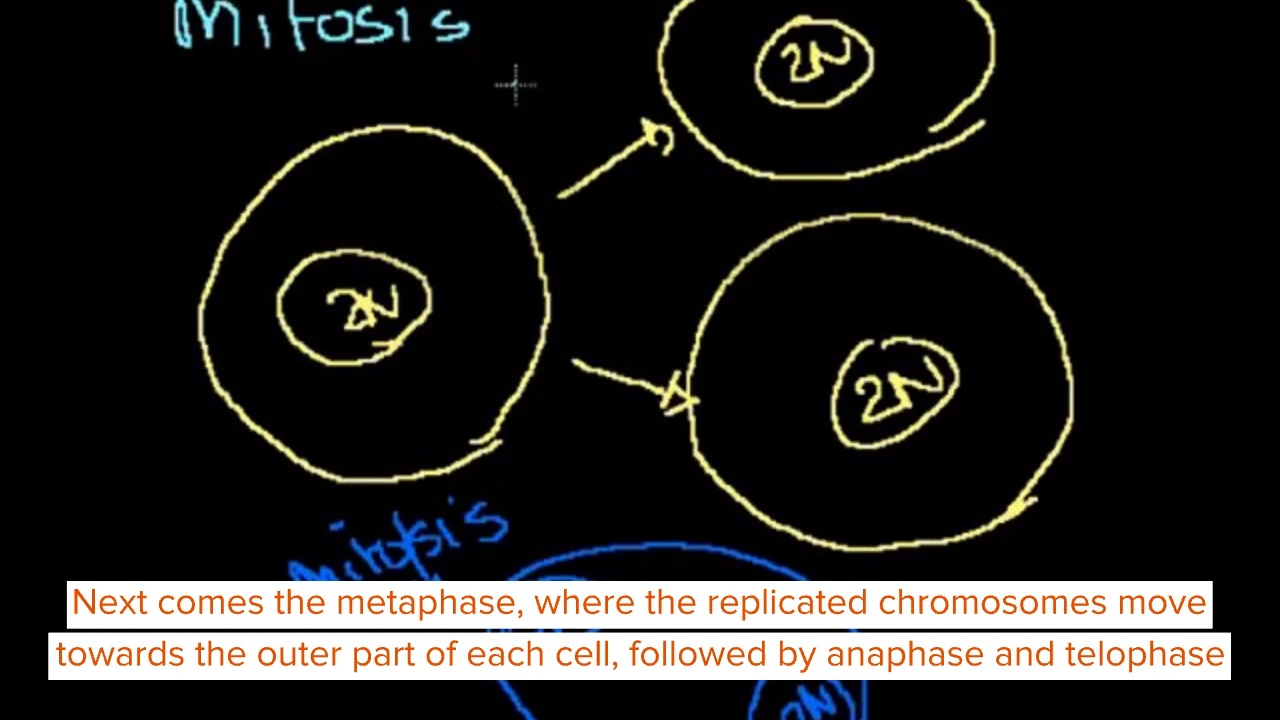 Mitosis
2N
2N
2N
Mitosis
Next comes the metaphase, where the replicated chromosomes move
towards the outer part of each cell, followed by anaphase and telophase
2N